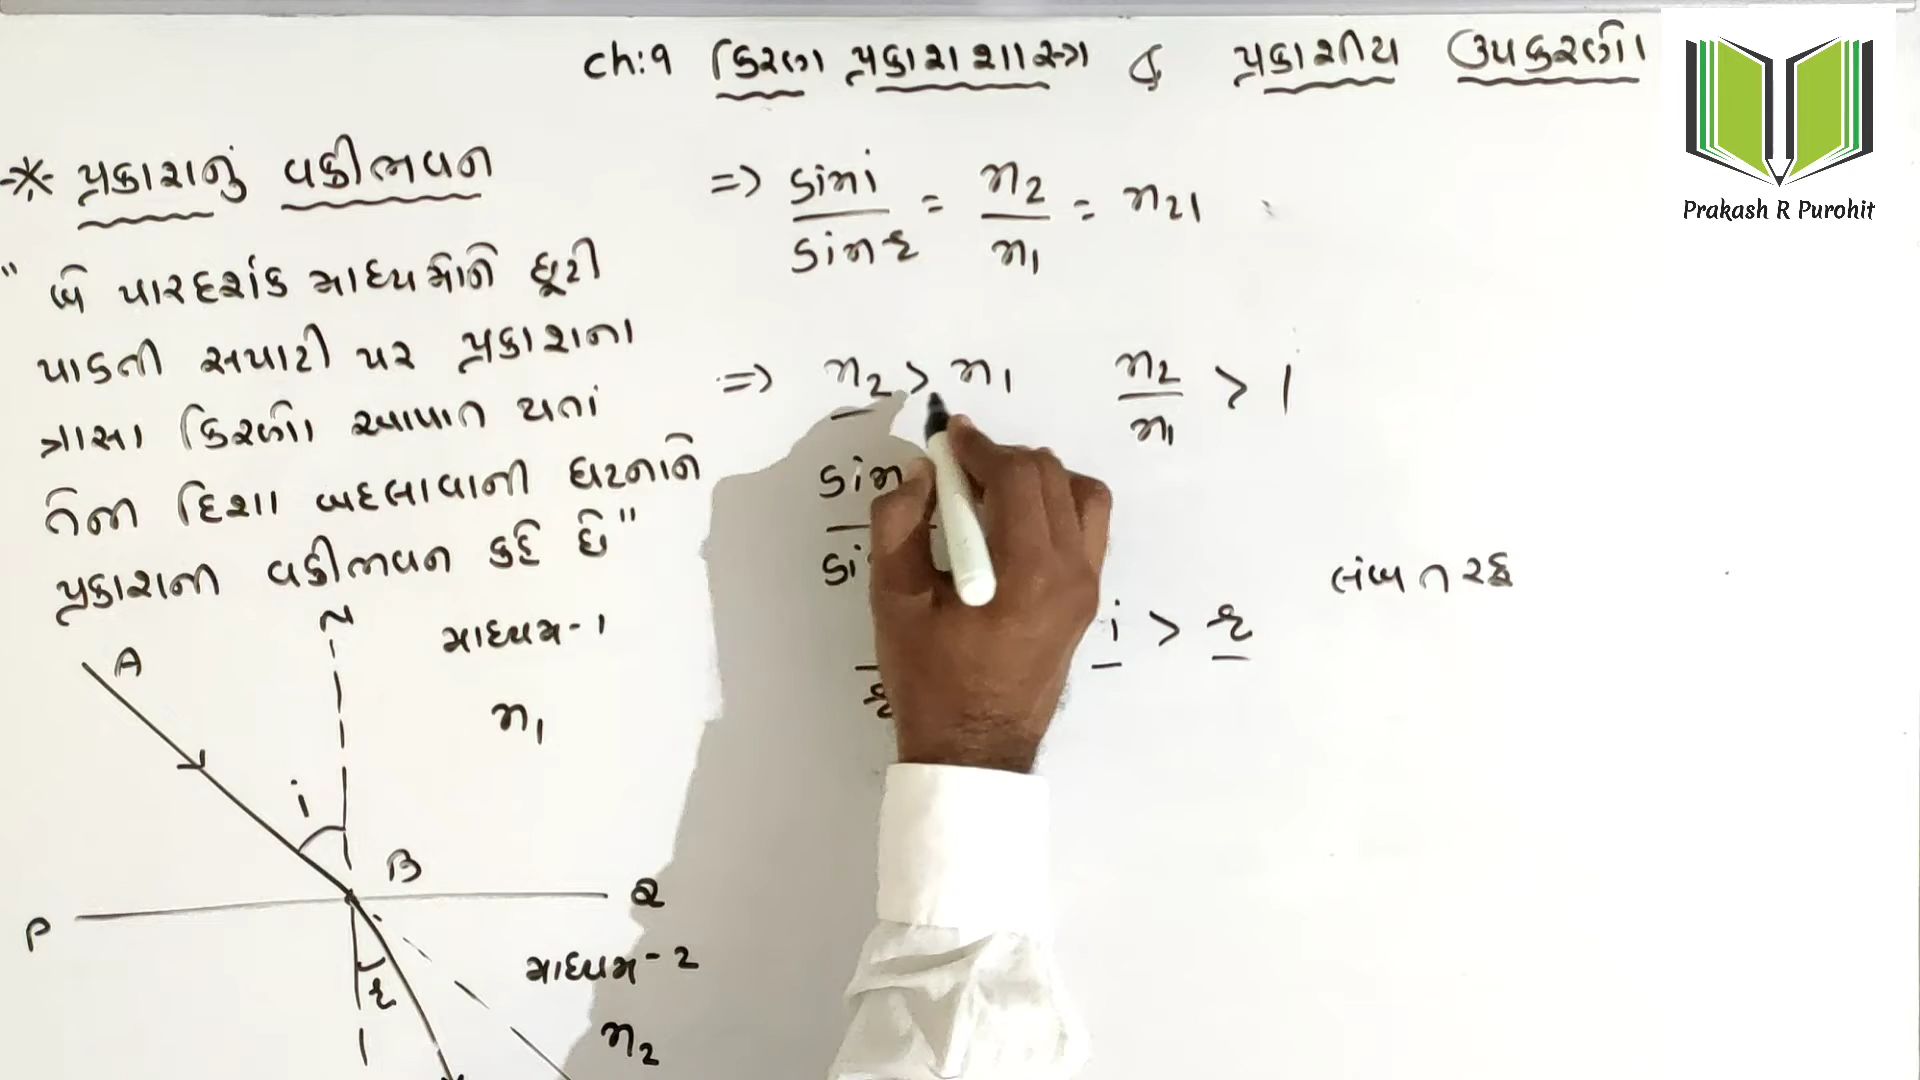 ch:9 કિરણ પ્રકાશશાસ્ત્ર & પ્રકાશીય ઉપકરણો
Prakash R Purohit
* પ્રકાશનું વક્રીભવન
" બે પારદર્શક માધ્યમોને છૂટી
પાડતી સપાટી પર પ્રકાશના
ત્રાંસા કિરણો આપાત થતાં
તેની દિશા બદલાવાની ઘટનાને
પ્રકાશના વક્રીભવન કહે છે "
N
માધ્યમ-1
A
n1
i
B
P
Q
માધ્યમ-2
r
n2
=> sin i / sin r = n2 / n1 = n21
=> n2 > n1 n2 / n1 > 1
sin
i > r
લંબ તરફ